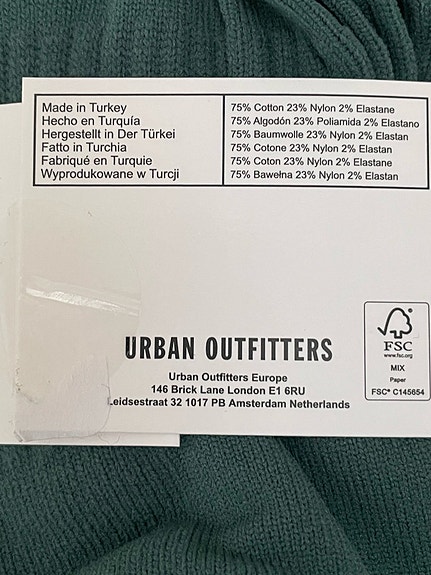 Made in Turkey
Hecho en Turquía
Hergestellt in Der Türkei
Fatto in Turchia
Fabriqué en Turquie
Wyprodukowane w Turcji
75% Cotton 23% Nylon 2% Elastane
75% Algodón 23% Poliamida 2% Elastano
75% Baumwolle 23% Nylon 2% Elastan
75% Cotone 23% Nylon 2% Elastan
75% Coton 23% Nylon 2% Elastane
75% Bawełna 23% Nylon 2% Elastan
URBAN OUTFITTERS
Urban Outfitters Europe
146 Brick Lane London E1 6RU
Leidsestraat 32 1017 PB Amsterdam Netherlands
FSC
www.fsc.org
MIX
Paper
FSC® C145654